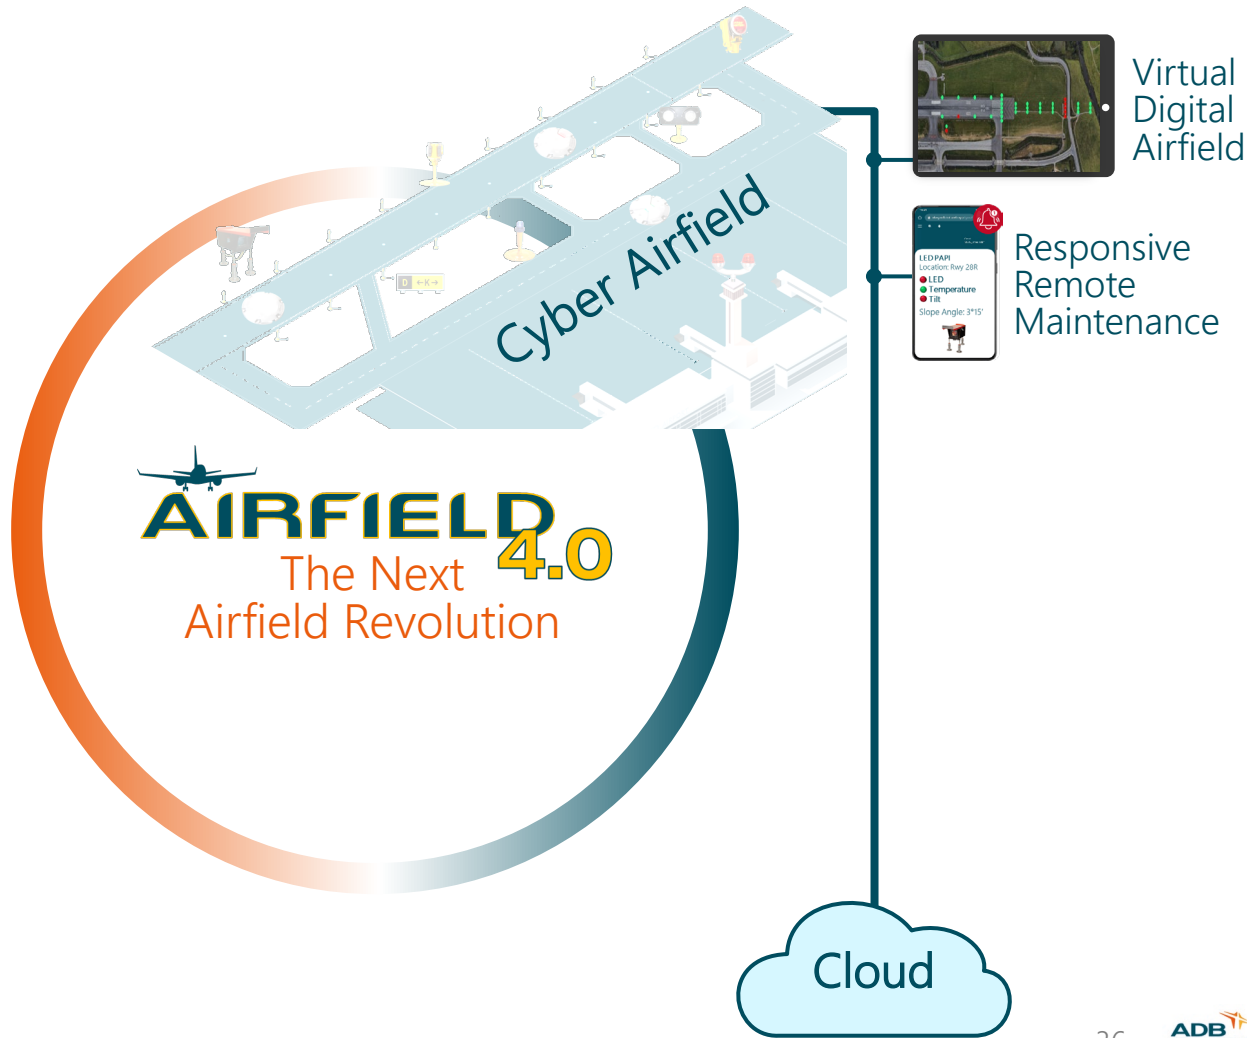 Virtual
Digital
Airfield
Cyber Airfield
LED PAPI
Location: Rwy 28R
LED
Temperature
Tilt
Slope Angle: 3°15'
Responsive
Remote
Maintenance
D ←K→
AIRFIELD
4.0
The Next
Airfield Revolution
Cloud
ADB